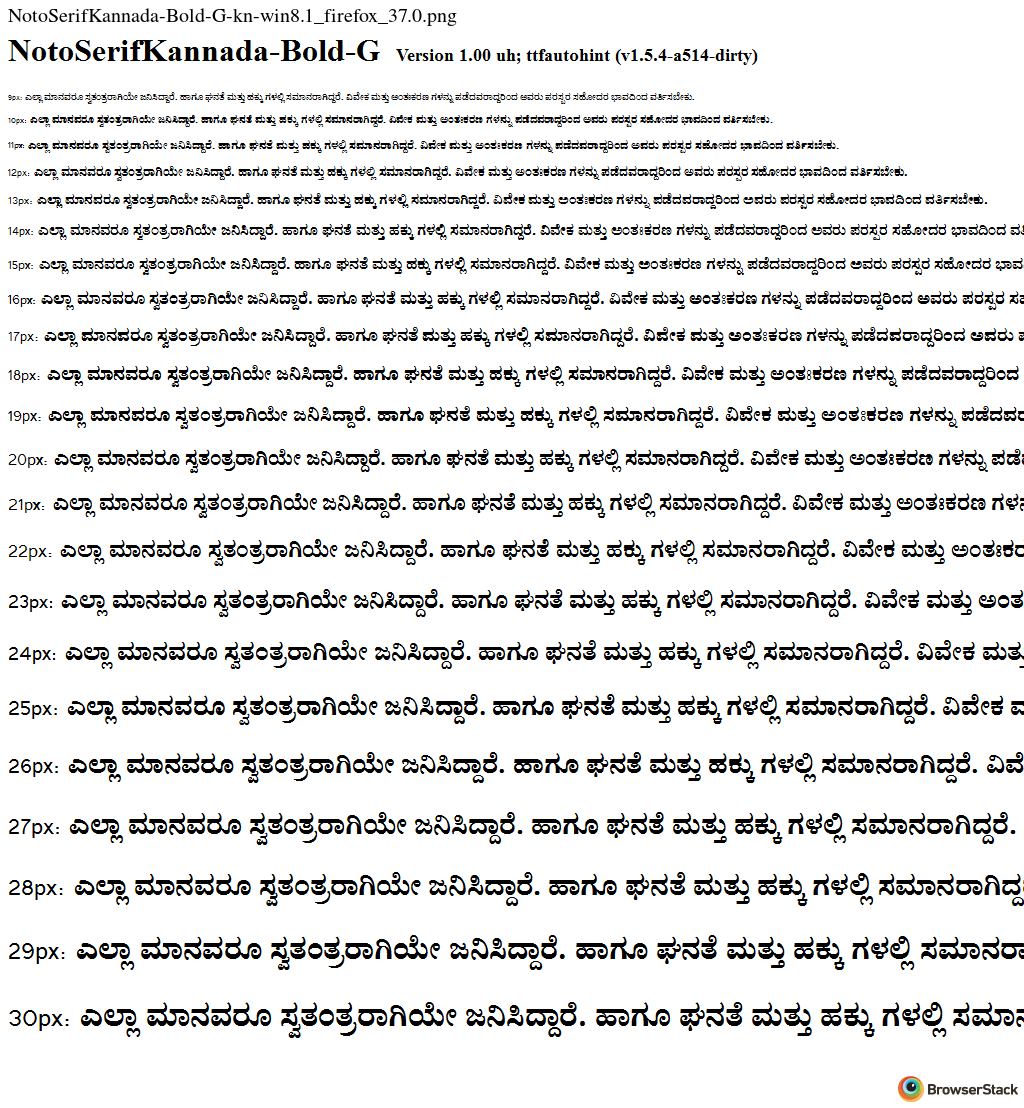 NotoSerifKannada-Bold-G-kn-win8.1_firefox_37.0.png
NotoSerifKannada-Bold-G Version 1.00 uh; ttfautohint (v1.5.4-a514-dirty)
9px: ಎಲ್ಲಾ ಮಾನವರೂ ಸ್ವತಂತ್ರರಾಗಿಯೇ ಜನಿಸಿದ್ದಾರೆ. ಹಾಗೂ ಘನತೆ ಮತ್ತು ಹಕ್ಕು ಗಳಲ್ಲಿ ಸಮಾನರಾಗಿದ್ದರೆ. ವಿವೇಕ ಮತ್ತು ಅಂತಃಕರಣ ಗಳನ್ನು ಪಡೆದವರಾದ್ದರಿಂದ ಅವರು ಪರಸ್ಪರ ಸಹೋದರ ಭಾವದಿಂದ ವರ್ತಿಸಬೇಕು.
10px: ಎಲ್ಲಾ ಮಾನವರೂ ಸ್ವತಂತ್ರರಾಗಿಯೇ ಜನಿಸಿದ್ದಾರೆ. ಹಾಗೂ ಘನತೆ ಮತ್ತು ಹಕ್ಕು ಗಳಲ್ಲಿ ಸಮಾನರಾಗಿದ್ದರೆ. ವಿವೇಕ ಮತ್ತು ಅಂತಃಕರಣ ಗಳನ್ನು ಪಡೆದವರಾದ್ದರಿಂದ ಅವರು ಪರಸ್ಪರ ಸಹೋದರ ಭಾವದಿಂದ ವರ್ತಿಸಬೇಕು.
11px: ಎಲ್ಲಾ ಮಾನವರೂ ಸ್ವತಂತ್ರರಾಗಿಯೇ ಜನಿಸಿದ್ದಾರೆ. ಹಾಗೂ ಘನತೆ ಮತ್ತು ಹಕ್ಕು ಗಳಲ್ಲಿ ಸಮಾನರಾಗಿದ್ದರೆ. ವಿವೇಕ ಮತ್ತು ಅಂತಃಕರಣ ಗಳನ್ನು ಪಡೆದವರಾದ್ದರಿಂದ ಅವರು ಪರಸ್ಪರ ಸಹೋದರ ಭಾವದಿಂದ ವರ್ತಿಸಬೇಕು.
12px: ಎಲ್ಲಾ ಮಾನವರೂ ಸ್ವತಂತ್ರರಾಗಿಯೇ ಜನಿಸಿದ್ದಾರೆ. ಹಾಗೂ ಘನತೆ ಮತ್ತು ಹಕ್ಕು ಗಳಲ್ಲಿ ಸಮಾನರಾಗಿದ್ದರೆ. ವಿವೇಕ ಮತ್ತು ಅಂತಃಕರಣ ಗಳನ್ನು ಪಡೆದವರಾದ್ದರಿಂದ ಅವರು ಪರಸ್ಪರ ಸಹೋದರ ಭಾವದಿಂದ ವರ್ತಿಸಬೇಕು.
13px: ಎಲ್ಲಾ ಮಾನವರೂ ಸ್ವತಂತ್ರರಾಗಿಯೇ ಜನಿಸಿದ್ದಾರೆ. ಹಾಗೂ ಘನತೆ ಮತ್ತು ಹಕ್ಕು ಗಳಲ್ಲಿ ಸಮಾನರಾಗಿದ್ದರೆ. ವಿವೇಕ ಮತ್ತು ಅಂತಃಕರಣ ಗಳನ್ನು ಪಡೆದವರಾದ್ದರಿಂದ ಅವರು ಪರಸ್ಪರ ಸಹೋದರ ಭಾವದಿಂದ ವರ್ತಿಸಬೇಕು.
14px: ಎಲ್ಲಾ ಮಾನವರೂ ಸ್ವತಂತ್ರರಾಗಿಯೇ ಜನಿಸಿದ್ದಾರೆ. ಹಾಗೂ ಘನತೆ ಮತ್ತು ಹಕ್ಕು ಗಳಲ್ಲಿ ಸಮಾನರಾಗಿದ್ದರೆ. ವಿವೇಕ ಮತ್ತು ಅಂತಃಕರಣ ಗಳನ್ನು ಪಡೆದವರಾದ್ದರಿಂದ ಅವರು ಪರಸ್ಪರ ಸಹೋದರ ಭಾವದಿಂದ
15px: ಎಲ್ಲಾ ಮಾನವರೂ ಸ್ವತಂತ್ರರಾಗಿಯೇ ಜನಿಸಿದ್ದಾರೆ. ಹಾಗೂ ಘನತೆ ಮತ್ತು ಹಕ್ಕು ಗಳಲ್ಲಿ ಸಮಾನರಾಗಿದ್ದರೆ. ವಿವೇಕ ಮತ್ತು ಅಂತಃಕರಣ ಗಳನ್ನು ಪಡೆದವರಾದ್ದರಿಂದ ಅವರು ಪರಸ್ಪರ ಸಹೋದರ ಭಾವ
16px: ಎಲ್ಲಾ ಮಾನವರೂ ಸ್ವತಂತ್ರರಾಗಿಯೇ ಜನಿಸಿದ್ದಾರೆ. ಹಾಗೂ ಘನತೆ ಮತ್ತು ಹಕ್ಕು ಗಳಲ್ಲಿ ಸಮಾನರಾಗಿದ್ದರೆ. ವಿವೇಕ ಮತ್ತು ಅಂತಃಕರಣ ಗಳನ್ನು ಪಡೆದವರಾದ್ದರಿಂದ ಅವರು ಪರಸ್ಪರ
17px: ಎಲ್ಲಾ ಮಾನವರೂ ಸ್ವತಂತ್ರರಾಗಿಯೇ ಜನಿಸಿದ್ದಾರೆ. ಹಾಗೂ ಘನತೆ ಮತ್ತು ಹಕ್ಕು ಗಳಲ್ಲಿ ಸಮಾನರಾಗಿದ್ದರೆ. ವಿವೇಕ ಮತ್ತು ಅಂತಃಕರಣ ಗಳನ್ನು ಪಡೆದವರಾದ್ದರಿಂದ ಅವರು
18px: ಎಲ್ಲಾ ಮಾನವರೂ ಸ್ವತಂತ್ರರಾಗಿಯೇ ಜನಿಸಿದ್ದಾರೆ. ಹಾಗೂ ಘನತೆ ಮತ್ತು ಹಕ್ಕು ಗಳಲ್ಲಿ ಸಮಾನರಾಗಿದ್ದರೆ. ವಿವೇಕ ಮತ್ತು ಅಂತಃಕರಣ ಗಳನ್ನು ಪಡೆದವರಾದ್ದರಿಂದ
19px: ಎಲ್ಲಾ ಮಾನವರೂ ಸ್ವತಂತ್ರರಾಗಿಯೇ ಜನಿಸಿದ್ದಾರೆ. ಹಾಗೂ ಘನತೆ ಮತ್ತು ಹಕ್ಕು ಗಳಲ್ಲಿ ಸಮಾನರಾಗಿದ್ದರೆ. ವಿವೇಕ ಮತ್ತು ಅಂತಃಕರಣ ಗಳನ್ನು ಪಡೆದವರ
20px: ಎಲ್ಲಾ ಮಾನವರೂ ಸ್ವತಂತ್ರರಾಗಿಯೇ ಜನಿಸಿದ್ದಾರೆ. ಹಾಗೂ ಘನತೆ ಮತ್ತು ಹಕ್ಕು ಗಳಲ್ಲಿ ಸಮಾನರಾಗಿದ್ದರೆ. ವಿವೇಕ ಮತ್ತು ಅಂತಃಕರಣ ಗಳನ್ನು ಪಡೆ
21px: ಎಲ್ಲಾ ಮಾನವರೂ ಸ್ವತಂತ್ರರಾಗಿಯೇ ಜನಿಸಿದ್ದಾರೆ. ಹಾಗೂ ಘನತೆ ಮತ್ತು ಹಕ್ಕು ಗಳಲ್ಲಿ ಸಮಾನರಾಗಿದ್ದರೆ. ವಿವೇಕ ಮತ್ತು ಅಂತಃಕರಣ ಗಳನ
22px: ಎಲ್ಲಾ ಮಾನವರೂ ಸ್ವತಂತ್ರರಾಗಿಯೇ ಜನಿಸಿದ್ದಾರೆ. ಹಾಗೂ ಘನತೆ ಮತ್ತು ಹಕ್ಕು ಗಳಲ್ಲಿ ಸಮಾನರಾಗಿದ್ದರೆ. ವಿವೇಕ ಮತ್ತು ಅಂತಃಕರ
23px: ಎಲ್ಲಾ ಮಾನವರೂ ಸ್ವತಂತ್ರರಾಗಿಯೇ ಜನಿಸಿದ್ದಾರೆ. ಹಾಗೂ ಘನತೆ ಮತ್ತು ಹಕ್ಕು ಗಳಲ್ಲಿ ಸಮಾನರಾಗಿದ್ದರೆ. ವಿವೇಕ ಮತ್ತು ಅಂತ
24px: ಎಲ್ಲಾ ಮಾನವರೂ ಸ್ವತಂತ್ರರಾಗಿಯೇ ಜನಿಸಿದ್ದಾರೆ. ಹಾಗೂ ಘನತೆ ಮತ್ತು ಹಕ್ಕು ಗಳಲ್ಲಿ ಸಮಾನರಾಗಿದ್ದರೆ. ವಿವೇಕ ಮತ್ತು
25px: ಎಲ್ಲಾ ಮಾನವರೂ ಸ್ವತಂತ್ರರಾಗಿಯೇ ಜನಿಸಿದ್ದಾರೆ. ಹಾಗೂ ಘನತೆ ಮತ್ತು ಹಕ್ಕು ಗಳಲ್ಲಿ ಸಮಾನರಾಗಿದ್ದರೆ. ವಿವೇಕ
26px: ಎಲ್ಲಾ ಮಾನವರೂ ಸ್ವತಂತ್ರರಾಗಿಯೇ ಜನಿಸಿದ್ದಾರೆ. ಹಾಗೂ ಘನತೆ ಮತ್ತು ಹಕ್ಕು ಗಳಲ್ಲಿ ಸಮಾನರಾಗಿದ್ದರೆ. ವಿವೆ
27px: ಎಲ್ಲಾ ಮಾನವರೂ ಸ್ವತಂತ್ರರಾಗಿಯೇ ಜನಿಸಿದ್ದಾರೆ. ಹಾಗೂ ಘನತೆ ಮತ್ತು ಹಕ್ಕು ಗಳಲ್ಲಿ ಸಮಾನರಾಗಿದ್ದರೆ.
28px: ಎಲ್ಲಾ ಮಾನವರೂ ಸ್ವತಂತ್ರರಾಗಿಯೇ ಜನಿಸಿದ್ದಾರೆ. ಹಾಗೂ ಘನತೆ ಮತ್ತು ಹಕ್ಕು ಗಳಲ್ಲಿ ಸಮಾನರಾಗಿದ್ದ
29px: ಎಲ್ಲಾ ಮಾನವರೂ ಸ್ವತಂತ್ರರಾಗಿಯೇ ಜನಿಸಿದ್ದಾರೆ. ಹಾಗೂ ಘನತೆ ಮತ್ತು ಹಕ್ಕು ಗಳಲ್ಲಿ ಸಮಾನರಾ
30px: ಎಲ್ಲಾ ಮಾನವರೂ ಸ್ವತಂತ್ರರಾಗಿಯೇ ಜನಿಸಿದ್ದಾರೆ. ಹಾಗೂ ಘನತೆ ಮತ್ತು ಹಕ್ಕು ಗಳಲ್ಲಿ ಸಮಾನ
BrowserStack